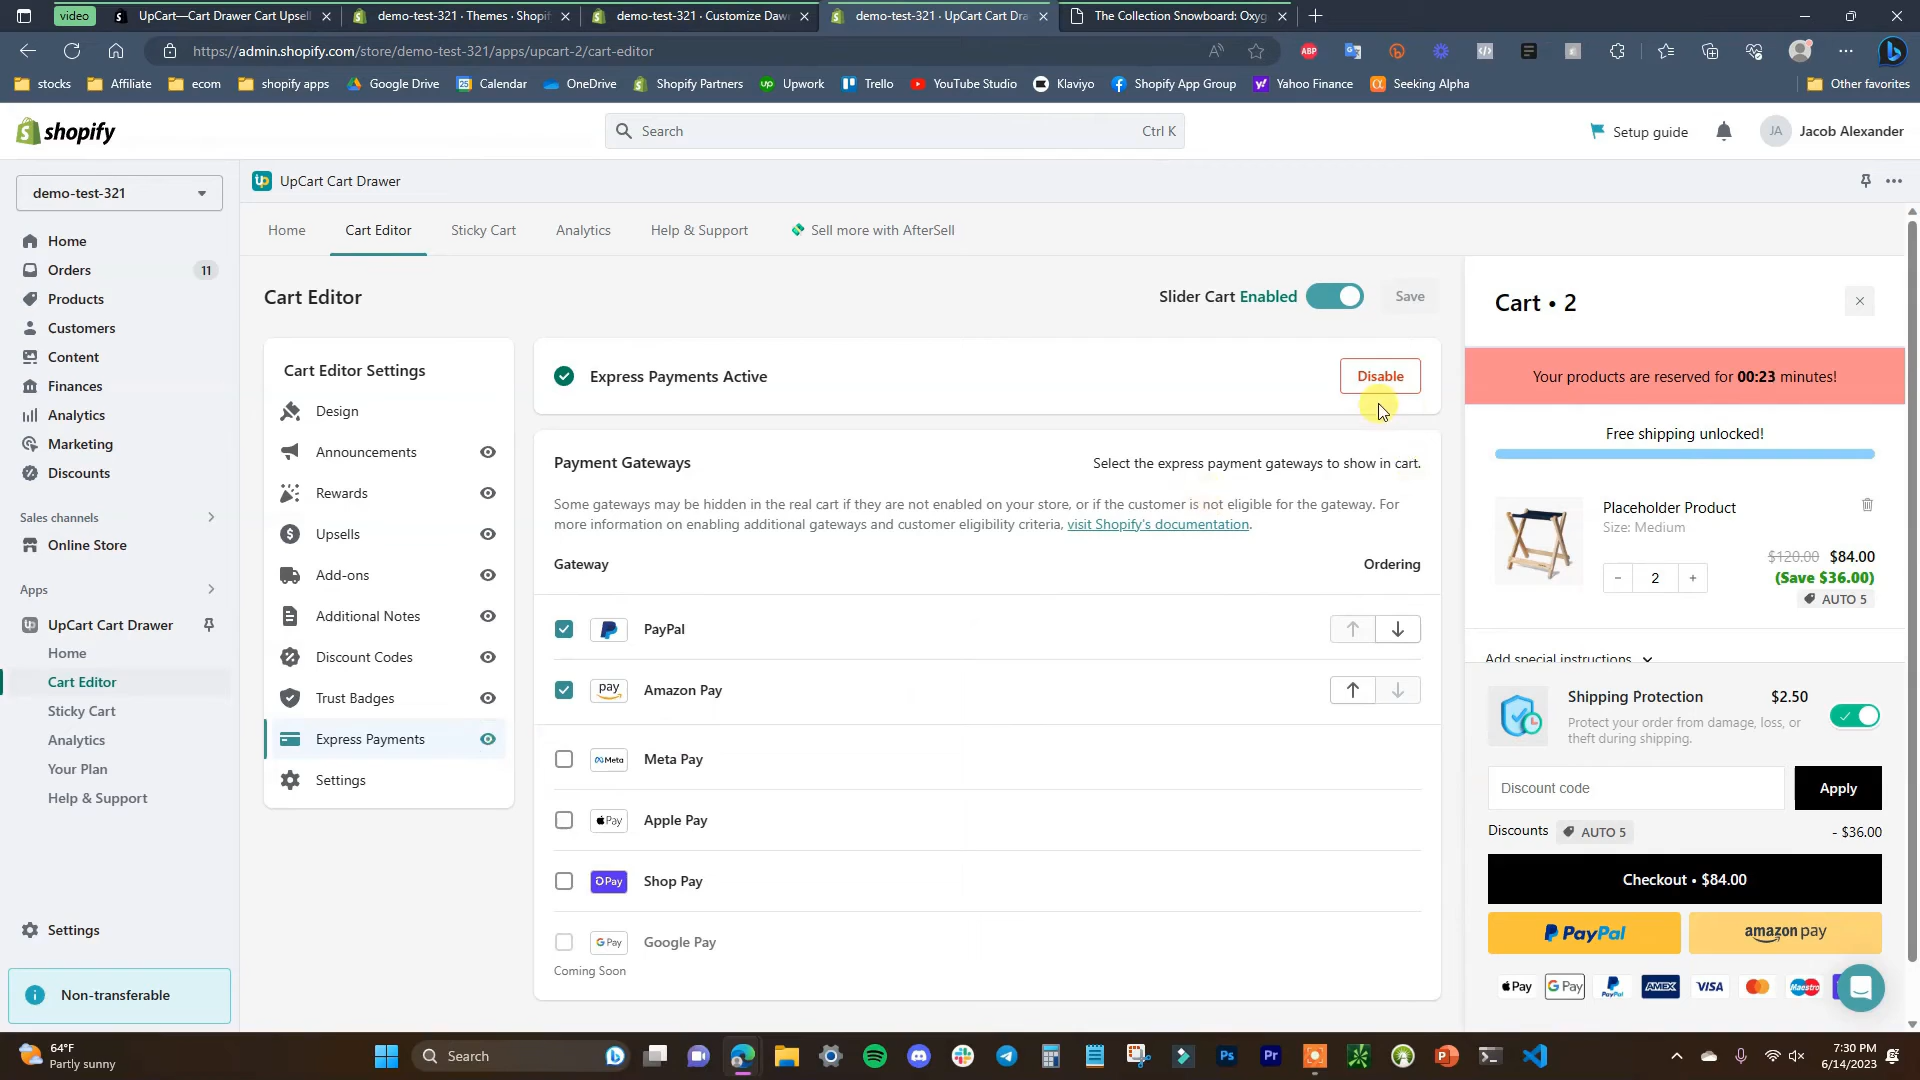 video
UpCart—Cart Drawer Cart Upsell
demo-test-321 · Themes · Shopif
demo-test-321 · Customize Daw
demo-test-321 · UpCart Cart Dra
The Collection Snowboard: Oxyg
https://admin.shopify.com/store/demo-test-321/apps/upcart-2/cart-editor
stocks
Affiliate
ecom
shopify apps
Google Drive
Calendar
OneDrive
Shopify Partners
Upwork
Trello
YouTube Studio
Klaviyo
Shopify App Group
Yahoo Finance
Seeking Alpha
Other favorites
shopify
Search
Ctrl K
Setup guide
JA
Jacob Alexander
demo-test-321
Home
Orders
11
Products
Customers
Content
Finances
Analytics
Marketing
Discounts
Sales channels
Online Store
Apps
UpCart Cart Drawer
Home
Cart Editor
Sticky Cart
Analytics
Your Plan
Help & Support
Settings
Non-transferable
UpCart Cart Drawer
Home
Cart Editor
Sticky Cart
Analytics
Help & Support
Sell more with AfterSell
Cart Editor
Slider Cart Enabled
Save
Cart Editor Settings
Design
Announcements
Rewards
Upsells
Add-ons
Additional Notes
Discount Codes
Trust Badges
Express Payments
Settings
Express Payments Active
Disable
Payment Gateways
Select the express payment gateways to show in cart.
Some gateways may be hidden in the real cart if they are not enabled on your store, or if the customer is not eligible for the gateway. For
more information on enabling additional gateways and customer eligibility criteria, visit Shopify's documentation.
Gateway
Ordering
PayPal
pay
Amazon Pay
Meta
Meta Pay
Pay
Apple Pay
Pay
Shop Pay
G Pay
Google Pay
Coming Soon
Cart • 2
Your products are reserved for 00:23 minutes!
Free shipping unlocked!
Placeholder Product
Size: Medium
$120.00 $84.00
(Save $36.00)
- 2 +
AUTO 5
Add special instructions
Shipping Protection
$2.50
Protect your order from damage, loss, or
theft during shipping.
Discount code
Apply
Discounts
AUTO 5
- $36.00
Checkout • $84.00
PayPal
amazon pay
Pay
G Pay
PayPal
AMEX
VISA
Maestro
64°F
Partly sunny
Search
7:30 PM
6/14/2023